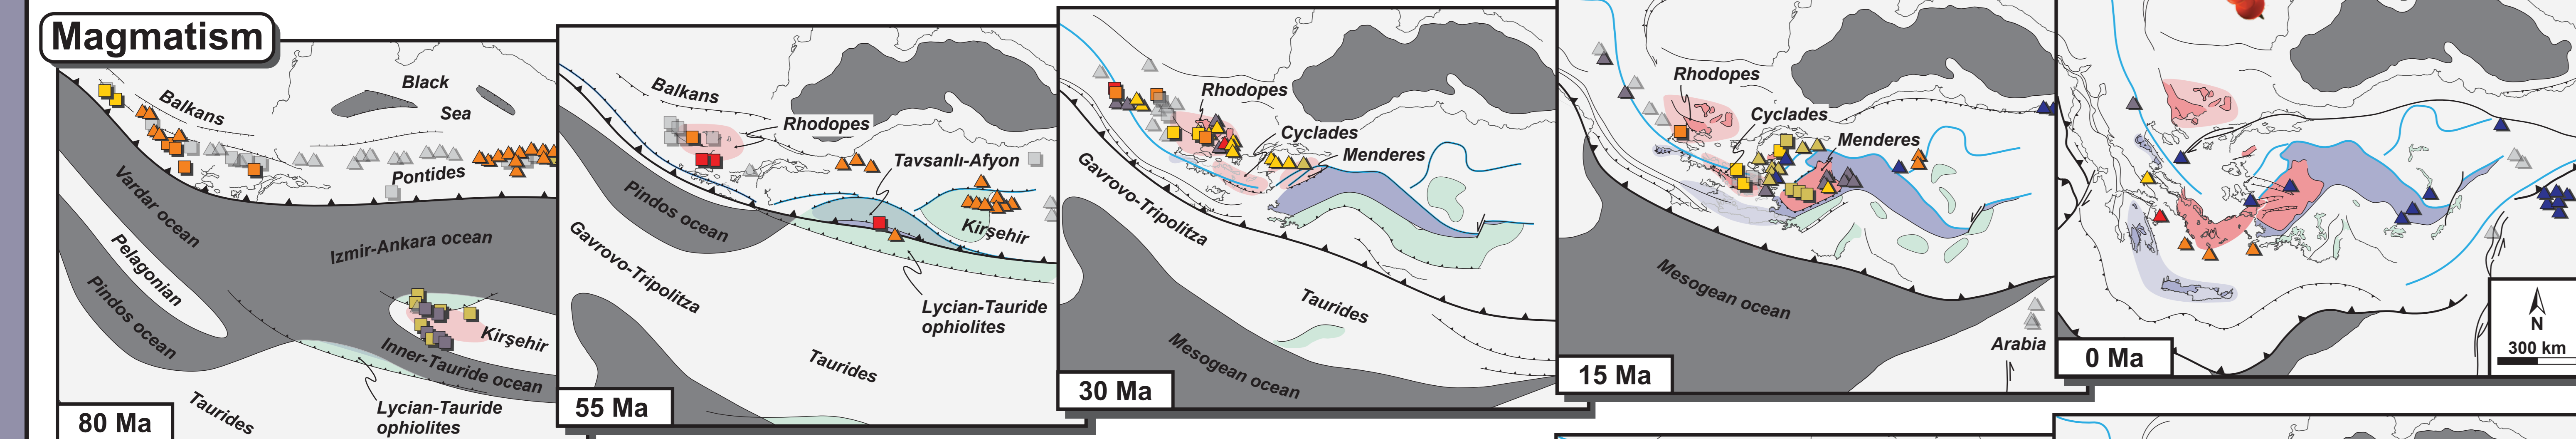 Magmatism
Black
Sea
Balkans
Pontides
Vardar ocean
Izmir-Ankara ocean
Pelagonian
Pindos ocean
Kirşehir
Inner-Tauride ocean
Lycian-Tauride
ophiolites
Taurides
80 Ma
Balkans
Rhodopes
Tavsanlı-Afyon
Pindos ocean
Kirşehir
Gavrovo-Tripolitza
Lycian-Tauride
ophiolites
Taurides
55 Ma
Rhodopes
Cyclades
Menderes
Gavrovo-Tripolitza
Taurides
Mesogean ocean
30 Ma
Rhodopes
Cyclades
Menderes
Mesogean ocean
Arabia
15 Ma
N
300 km
0 Ma